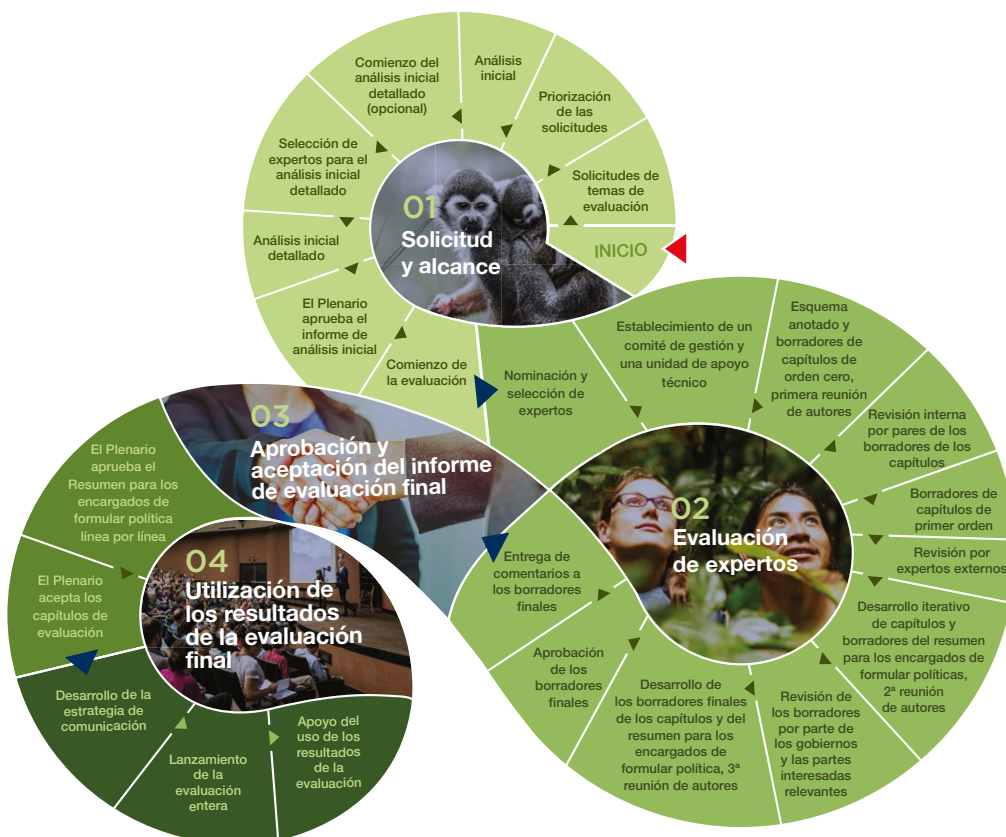 INICIO
Solicitudes de
temas de
evaluación
Priorización
de las
solicitudes
Análisis
inicial
Comienzo del
análisis inicial
detallado
(opcional)
Selección de
expertos para el
análisis inicial
detallado
Análisis inicial
detallado
El Plenario
aprueba el
informe de
análisis inicial
Comienzo de
la evaluación
01
Solicitud
y alcance
Nominación y
selección de
expertos
Establecimiento de un
comité de gestión y
una unidad de apoyo
técnico
Esquema
anotado y
borradores de
capítulos de
orden cero,
primera reunión
de autores
Revisión interna
por pares de los
borradores de los
capítulos
Borradores de
capítulos de
primer orden
Revisión por
expertos externos
Desarrollo iterativo
de capítulos y
borradores del resumen
para los encargados de
formular políticas,
2ª reunión
de autores
Revisión de
los borradores
por parte de
los gobiernos
y las partes
interesadas
relevantes
Desarrollo de
los borradores finales
de los capítulos y del
resumen para los
encargados de
formular política, 3ª
reunión de autores
Aprobación
de los
borradores
finales
Entrega de
comentarios a
los borradores
finales
02
Evaluación
de expertos
03
Aprobación y
aceptación del informe
de evaluación final
El Plenario
aprueba el
Resumen para los
encargados de
formular política
línea por línea
El Plenario
acepta los
capítulos de
evaluación
04
Utilización de
los resultados
de la evaluación
final
Desarrollo de la
estrategia de
comunicación
Lanzamiento
de la
evaluación
entera
Apoyo del
uso de los
resultados
de la
evaluación